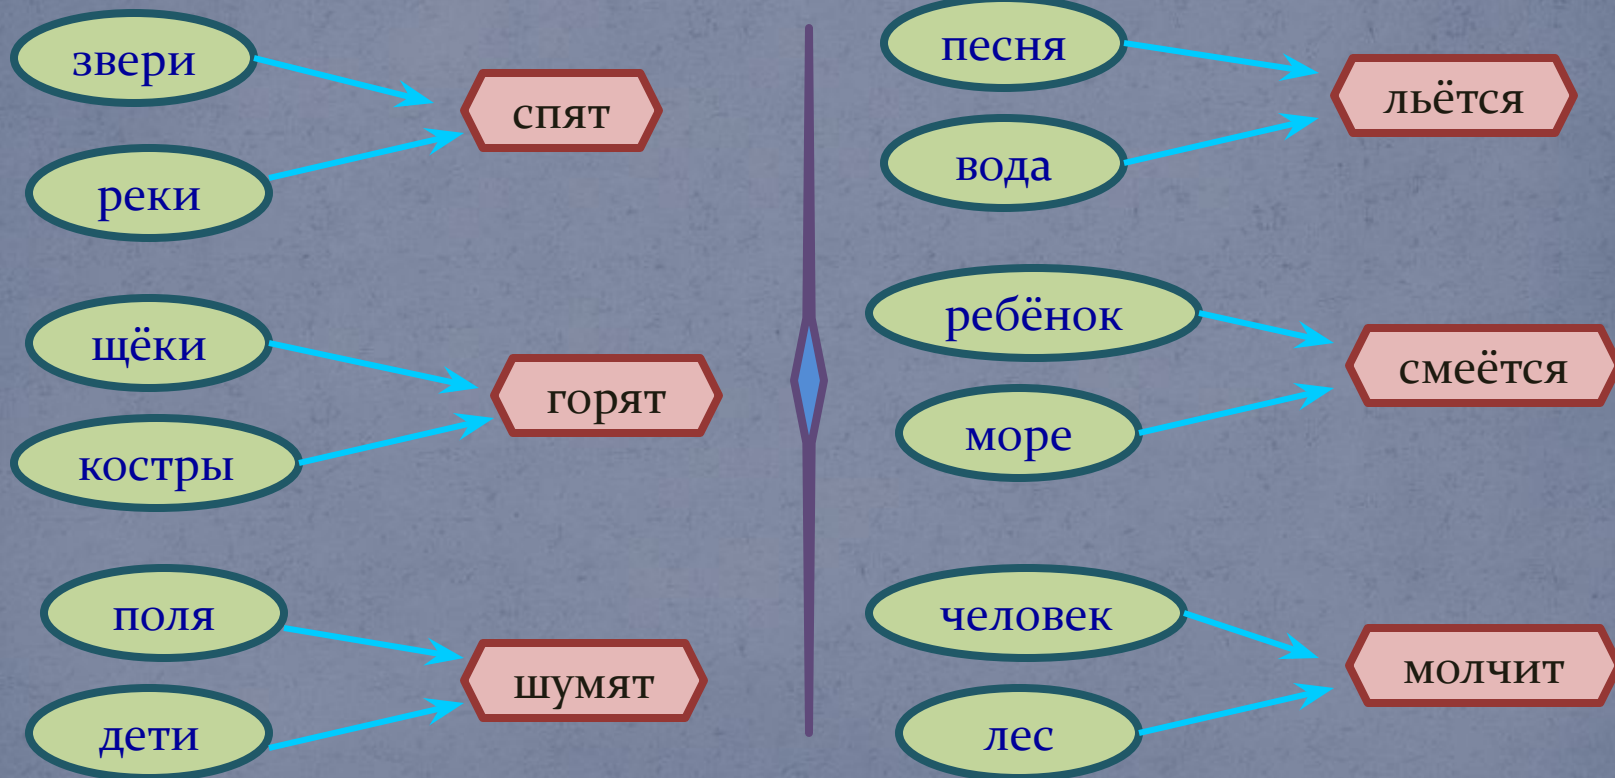 звери
реки
спят
щёки
костры
горят
поля
дети
шумят
песня
вода
льётся
ребёнок
море
смеётся
человек
лес
молчит